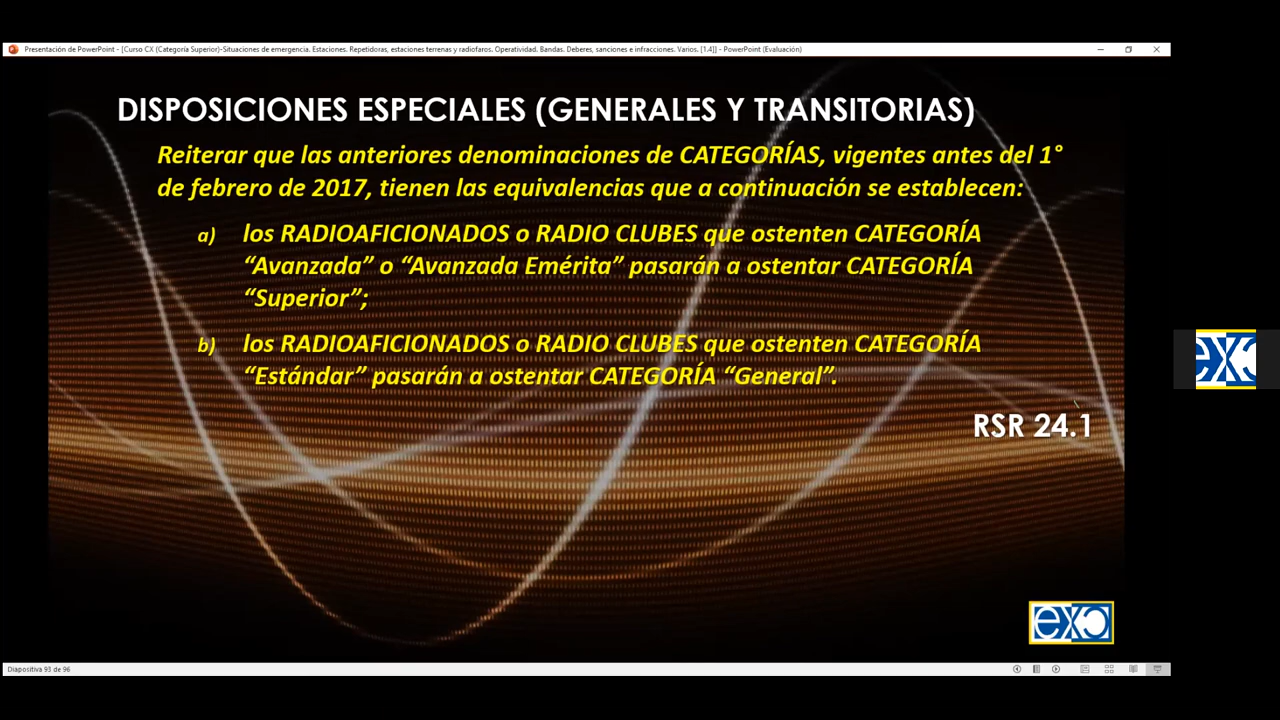 Presentación de PowerPoint - [Curso CX (Categoría Superior)-Situaciones de emergencia. Estaciones. Repetidoras, estaciones terrenas y radiofaros. Operatividad. Bandas. Deberes, sanciones e infracciones. Varios. [1.4]] - PowerPoint (Evaluación)
DISPOSICIONES ESPECIALES (GENERALES Y TRANSITORIAS)
Reiterar que las anteriores denominaciones de CATEGORÍAS, vigentes antes del 1°
de febrero de 2017, tienen las equivalencias que a continuación se establecen:
a) los RADIOAFICIONADOS o RADIO CLUBES que ostenten CATEGORÍA
“Avanzada” o “Avanzada Emérita” pasarán a ostentar CATEGORÍA
“Superior”;
b) los RADIOAFICIONADOS o RADIO CLUBES que ostenten CATEGORÍA
“Estándar” pasarán a ostentar CATEGORÍA “General”.
RSR 24.1
exc
exc
Diapositiva 93 de 96